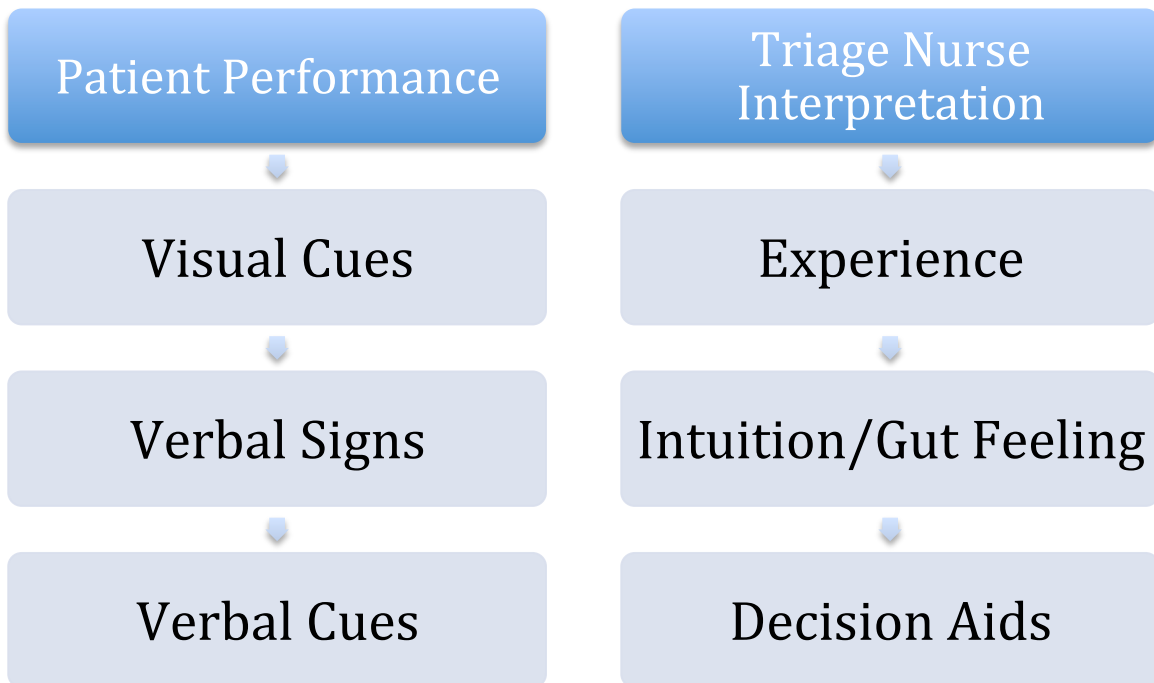 Patient Performance
Visual Cues
Verbal Signs
Verbal Cues
Triage Nurse
Interpretation
Experience
Intuition/Gut Feeling
Decision Aids